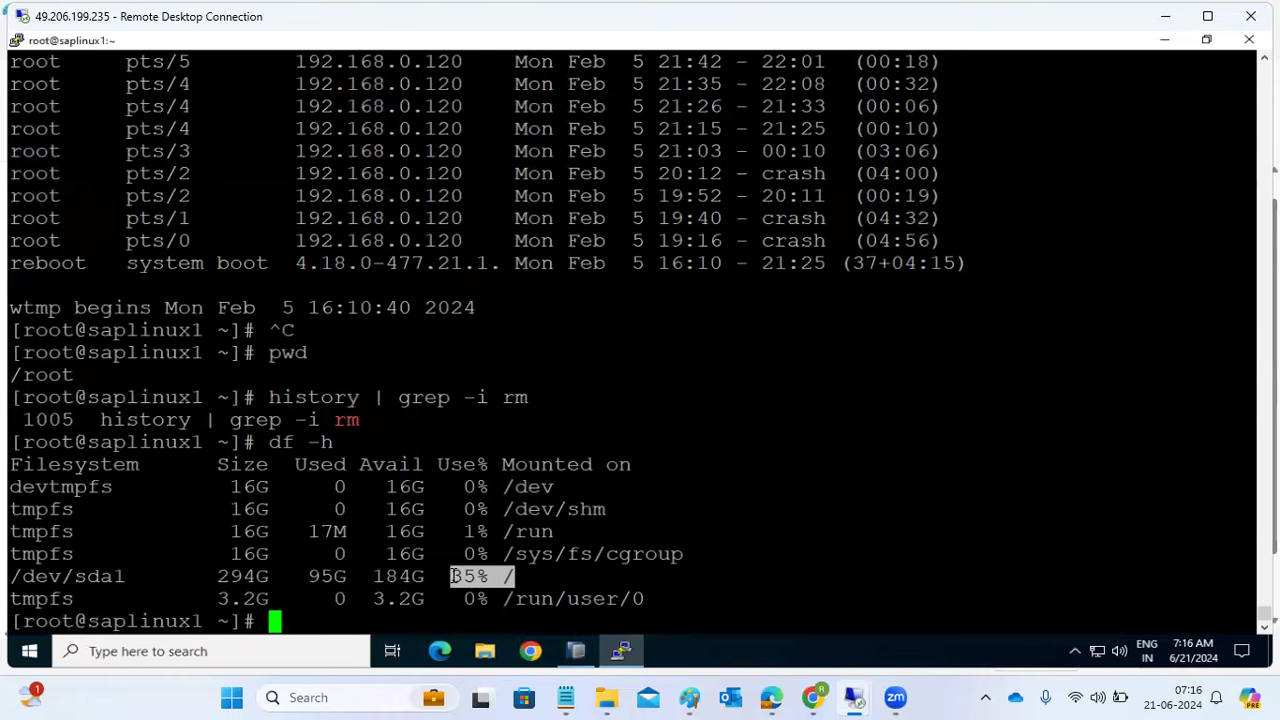 49.206.199.235 - Remote Desktop Connection
root@saplinux1:~
root pts/5 192.168.0.120 Mon Feb 5 21:42 - 22:01 (00:18)
root pts/4 192.168.0.120 Mon Feb 5 21:35 - 22:08 (00:32)
root pts/4 192.168.0.120 Mon Feb 5 21:26 - 21:33 (00:06)
root pts/4 192.168.0.120 Mon Feb 5 21:15 - 21:25 (00:10)
root pts/3 192.168.0.120 Mon Feb 5 21:03 - 00:10 (03:06)
root pts/2 192.168.0.120 Mon Feb 5 20:12 - crash (04:00)
root pts/2 192.168.0.120 Mon Feb 5 19:52 - 20:11 (00:19)
root pts/1 192.168.0.120 Mon Feb 5 19:40 - crash (04:32)
root pts/0 192.168.0.120 Mon Feb 5 19:16 - crash (04:56)
reboot system boot 4.18.0-477.21.1. Mon Feb 5 16:10 - 21:25 (37+04:15)
wtmp begins Mon Feb 5 16:10:40 2024
[root@saplinux1 ~]# ^C
[root@saplinux1 ~]# pwd
/root
[root@saplinux1 ~]# history | grep -i rm
1005 history | grep -i rm
[root@saplinux1 ~]# df -h
Filesystem Size Used Avail Use% Mounted on
devtmpfs 16G 0 16G 0% /dev
tmpfs 16G 0 16G 0% /dev/shm
tmpfs 16G 17M 16G 1% /run
tmpfs 16G 0 16G 0% /sys/fs/cgroup
/dev/sda1 294G 95G 184G 35% /
tmpfs 3.2G 0 3.2G 0% /run/user/0
[root@saplinux1 ~]#
Type here to search
ENG
IN
7:16 AM
6/21/2024
1
Search
R
zm
07:16
21-06-2024
PRE